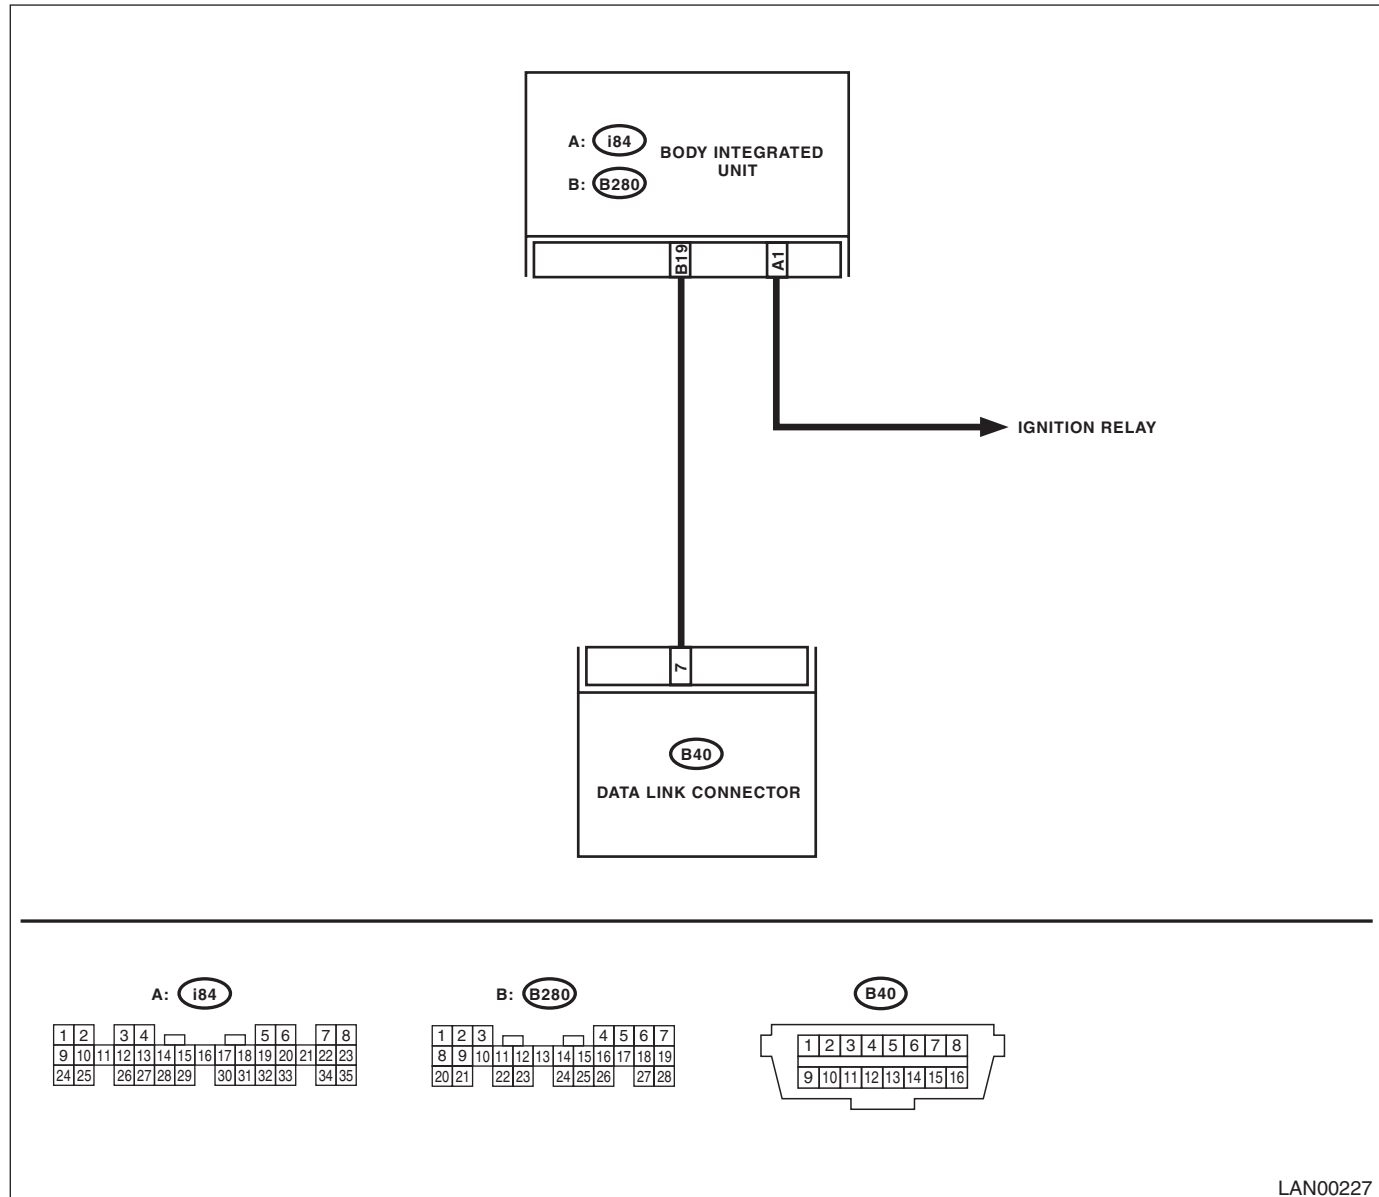 A: i84
BODY INTEGRATED
UNIT
B: B280
B19
A1
IGNITION RELAY
7
B40
DATA LINK CONNECTOR
A: i84
1 2 3 4 5 6 7 8
9 10 11 12 13 14 15 16 17 18 19 20 21 22 23
24 25 26 27 28 29 30 31 32 33 34 35
B: B280
1 2 3 4 5 6 7
8 9 10 11 12 13 14 15 16 17 18 19
20 21 22 23 24 25 26 27 28
B40
1 2 3 4 5 6 7 8
9 10 11 12 13 14 15 16
LAN00227